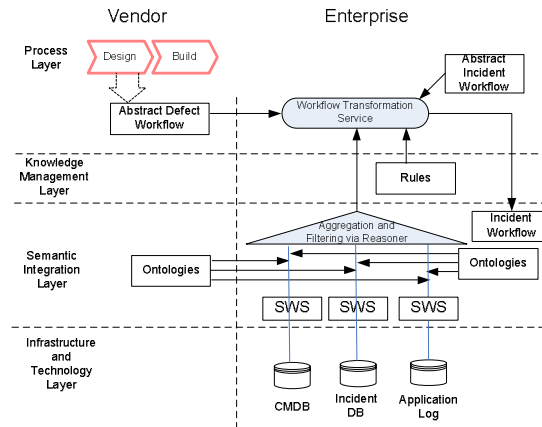 Vendor
Enterprise
Process
Layer
Design
Build
Abstract
Incident
Workflow
Abstract Defect
Workflow
Workflow Transformation
Service
Knowledge
Management
Layer
Rules
Aggregation and
Filtering via Reasoner
Incident
Workflow
Semantic
Integration
Layer
Ontologies
Ontologies
SWS
SWS
SWS
Infrastructure
and
Technology
Layer
CMDB
Incident
DB
Application
Log